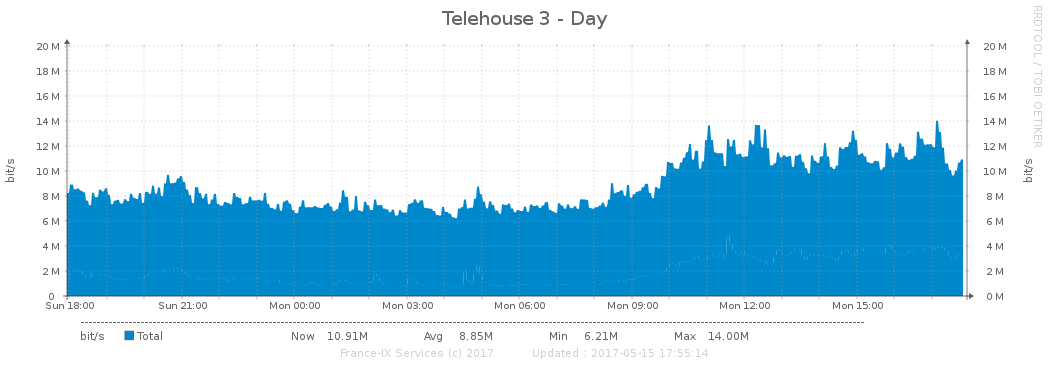 Telehouse 3 - Day
RRDTOOL / TOBI OETIKER
bit/s
20 M 20 M
18 M 18 M
16 M 16 M
14 M 14 M
12 M 12 M
10 M 10 M
8 M 8 M
6 M 6 M
4 M 4 M
2 M 2 M
0 0 M
bit/s
Sun 18:00 Sun 21:00 Mon 00:00 Mon 03:00 Mon 06:00 Mon 09:00 Mon 12:00 Mon 15:00
bit/s Total Now 10.91M Avg 8.85M Min 6.21M Max 14.00M
France-IX Services (c) 2017 Updated : 2017-05-15 17:55:14